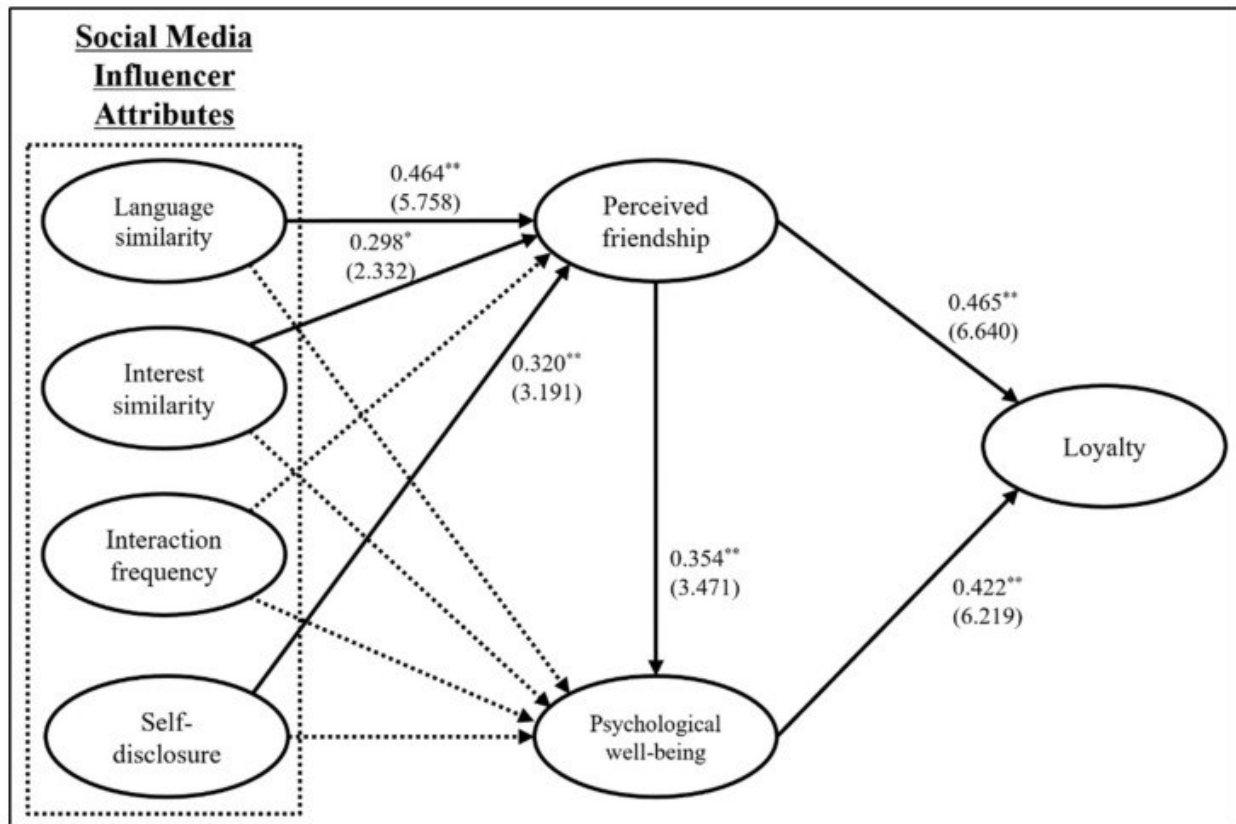 Social Media
Influencer
Attributes
Language
similarity
0.464**
(5.758)
Perceived
friendship
0.298*
(2.332)
0.465**
(6.640)
Interest
similarity
0.320**
(3.191)
Loyalty
Interaction
frequency
0.354**
(3.471)
0.422**
(6.219)
Self-
disclosure
Psychological
well-being